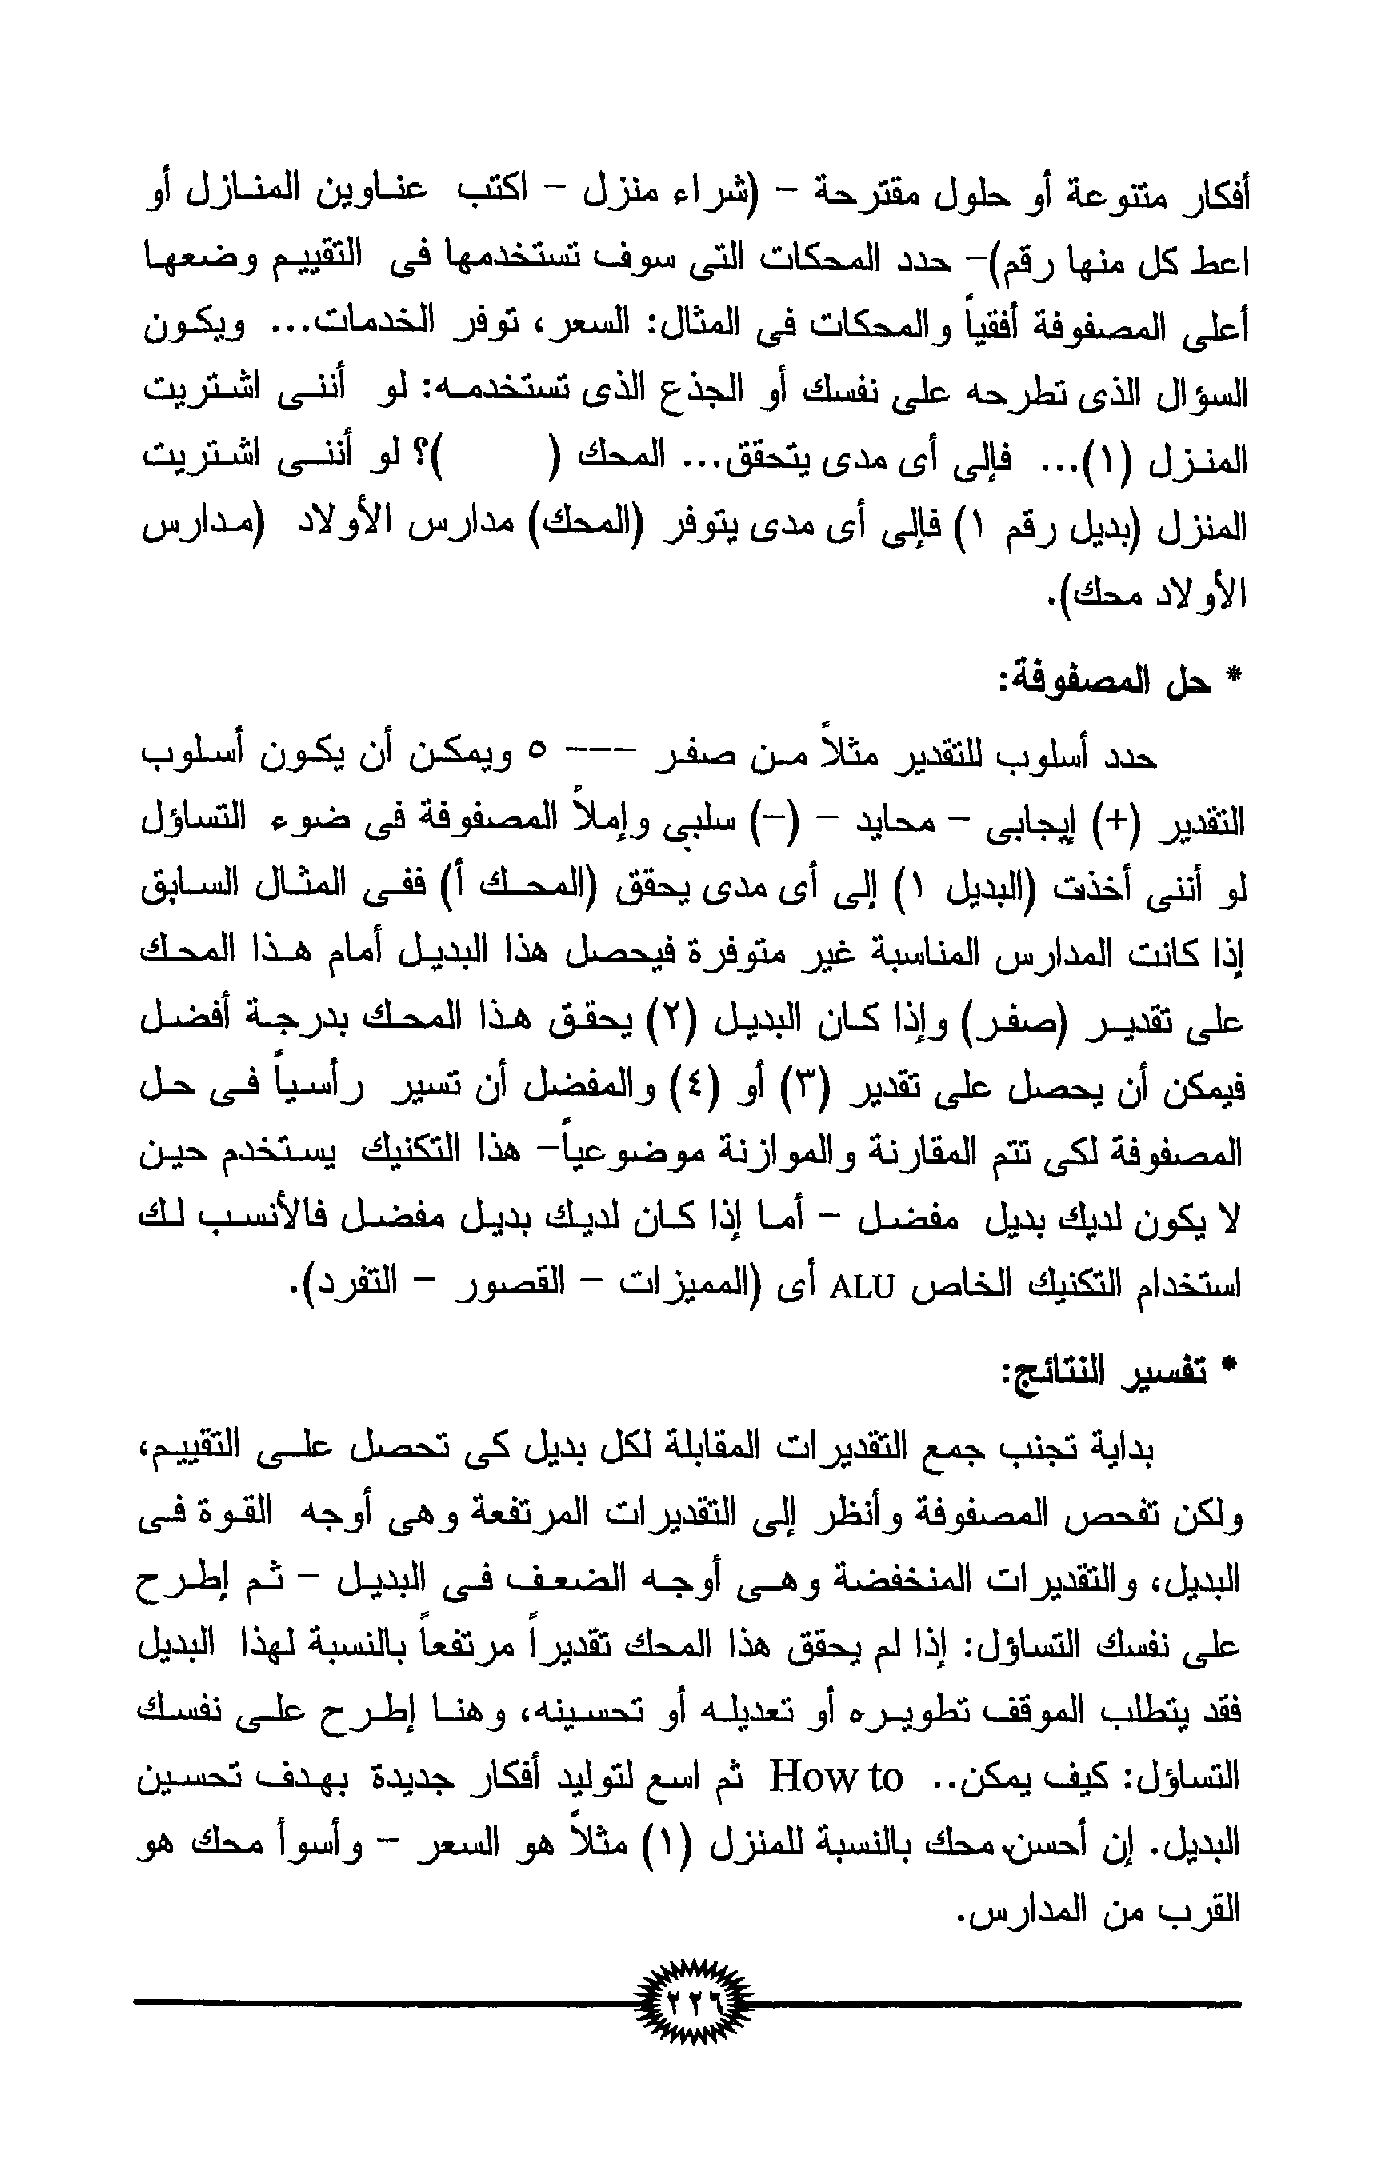 أفكار متنوعة أو حلول مقترحة – (شراء منزل – اكتب عناوين المنازل أو
اعط كل منها رقم)– حدد المحكات التى سوف تستخدمها فى التقييم وضعها
أعلى المصفوفة أفقياً والمحكات فى المثال: السعر، توفر الخدمات... ويكون
السؤال الذى تطرحه على نفسك أو الجذع الذى تستخدمه: لو أننى اشتريت
المنزل (١)... فإلى أى مدى يتحقق... المحك (      )؟ لو أننى اشتريت
المنزل (بديل رقم ١) فإلى أى مدى يتوفر (المحك) مدارس الأولاد (مدارس
الأولاد محك).
* حل المصفوفة:
حدد أسلوب للتقدير مثلاً من صفر --- ٥ ويمكن أن يكون أسلوب
التقدير (+) إيجابى – محايد – (–) سلبى وإملاً المصفوفة فى ضوء التساؤل
لو أننى أخذت (البديل ١) إلى أى مدى يحقق (المحك أ) ففى المثال السابق
إذا كانت المدارس المناسبة غير متوفرة فيحصل هذا البديل أمام هذا المحك
على تقدير (صفر) وإذا كان البديل (٢) يحقق هذا المحك بدرجة أفضل
فيمكن أن يحصل على تقدير (٣) أو (٤) والمفضل أن تسير رأسياً فى حل
المصفوفة لكى تتم المقارنة والموازنة موضوعياً– هذا التكنيك يستخدم حين
لا يكون لديك بديل مفضل – أما إذا كان لديك بديل مفضل فالأنسب لك
استخدام التكنيك الخاص ALU أى (المميزات – القصور – التفرد).
* تفسير النتائج:
بداية تجنب جمع التقديرات المقابلة لكل بديل كى تحصل على التقييم،
ولكن تفحص المصفوفة وأنظر إلى التقديرات المرتفعة وهى أوجه القوة فى
البديل، والتقديرات المنخفضة وهى أوجه الضعف فى البديل – ثم إطرح
على نفسك التساؤل: إذا لم يحقق هذا المحك تقديراً مرتفعاً بالنسبة لهذا البديل
فقد يتطلب الموقف تطويره أو تعديله أو تحسينه، وهنا إطرح على نفسك
التساؤل: كيف يمكن.. How to ثم اسع لتوليد أفكار جديدة بهدف تحسين
البديل. إن أحسن محك بالنسبة للمنزل (١) مثلاً هو السعر – وأسوأ محك هو
القرب من المدارس.
٢٢٦